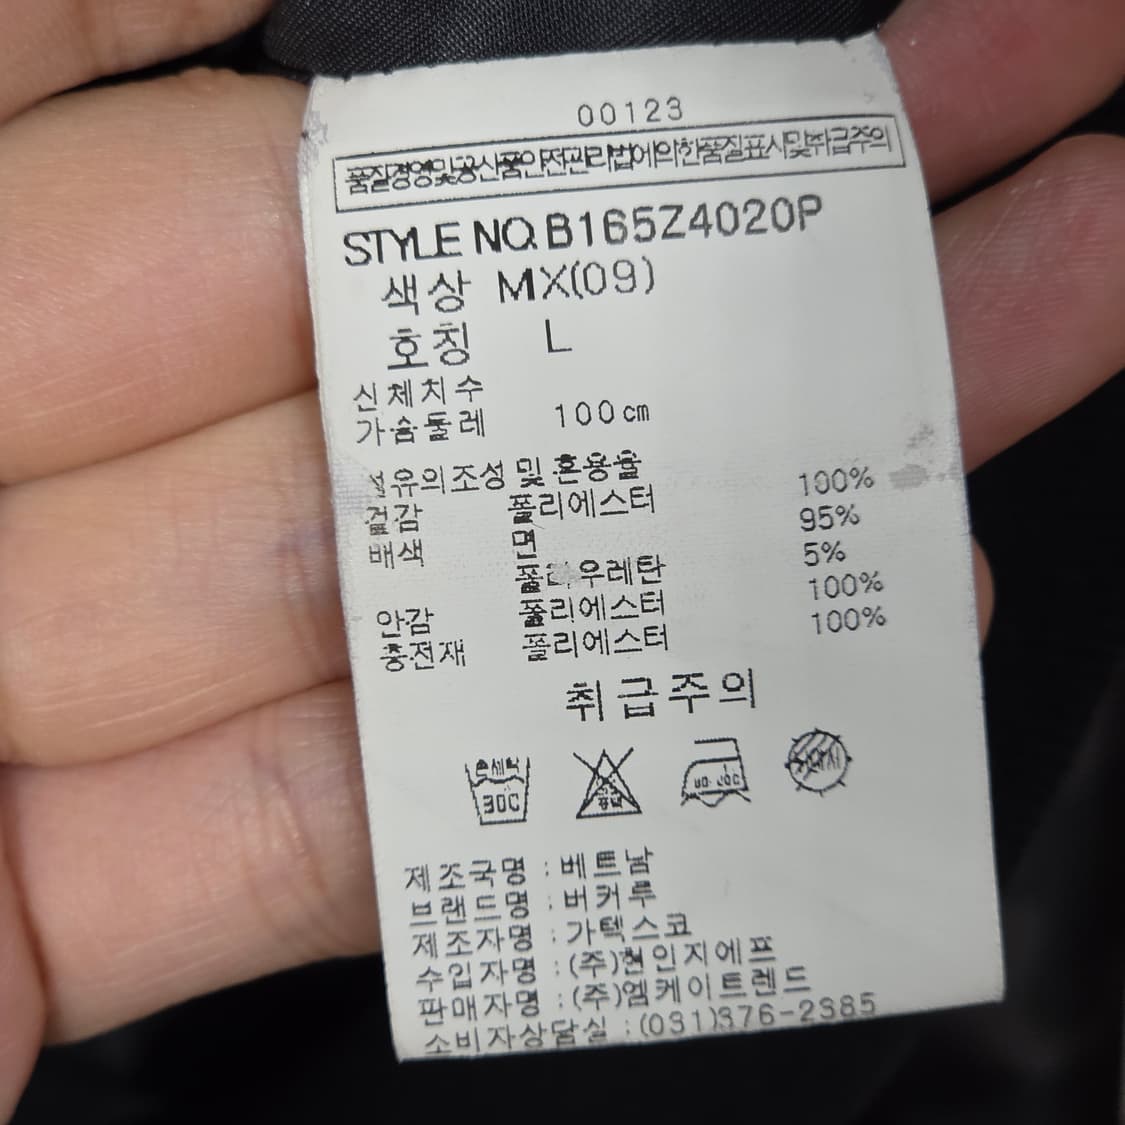 00123
품질경영및공산품안전관리법에의한품질표시및취급주의
STYLE NO.B165Z4020P
색상 MX(09)
호칭 L
신체치수
가슴둘레 100cm
섬유의조성 및 혼용율
겉감 폴리에스터 100%
배색 면 95%
폴리우레탄 5%
안감 폴리에스터 100%
충전재 폴리에스터 100%
취급주의
손세탁
30C
제조국명 : 베트남
브랜드명 : 버커루
제조자명 : 가텍스코
수입자명 : (주)현인지에프
판매자명 : (주)엠케이트렌드
소비자상담실 : (031)376-2385